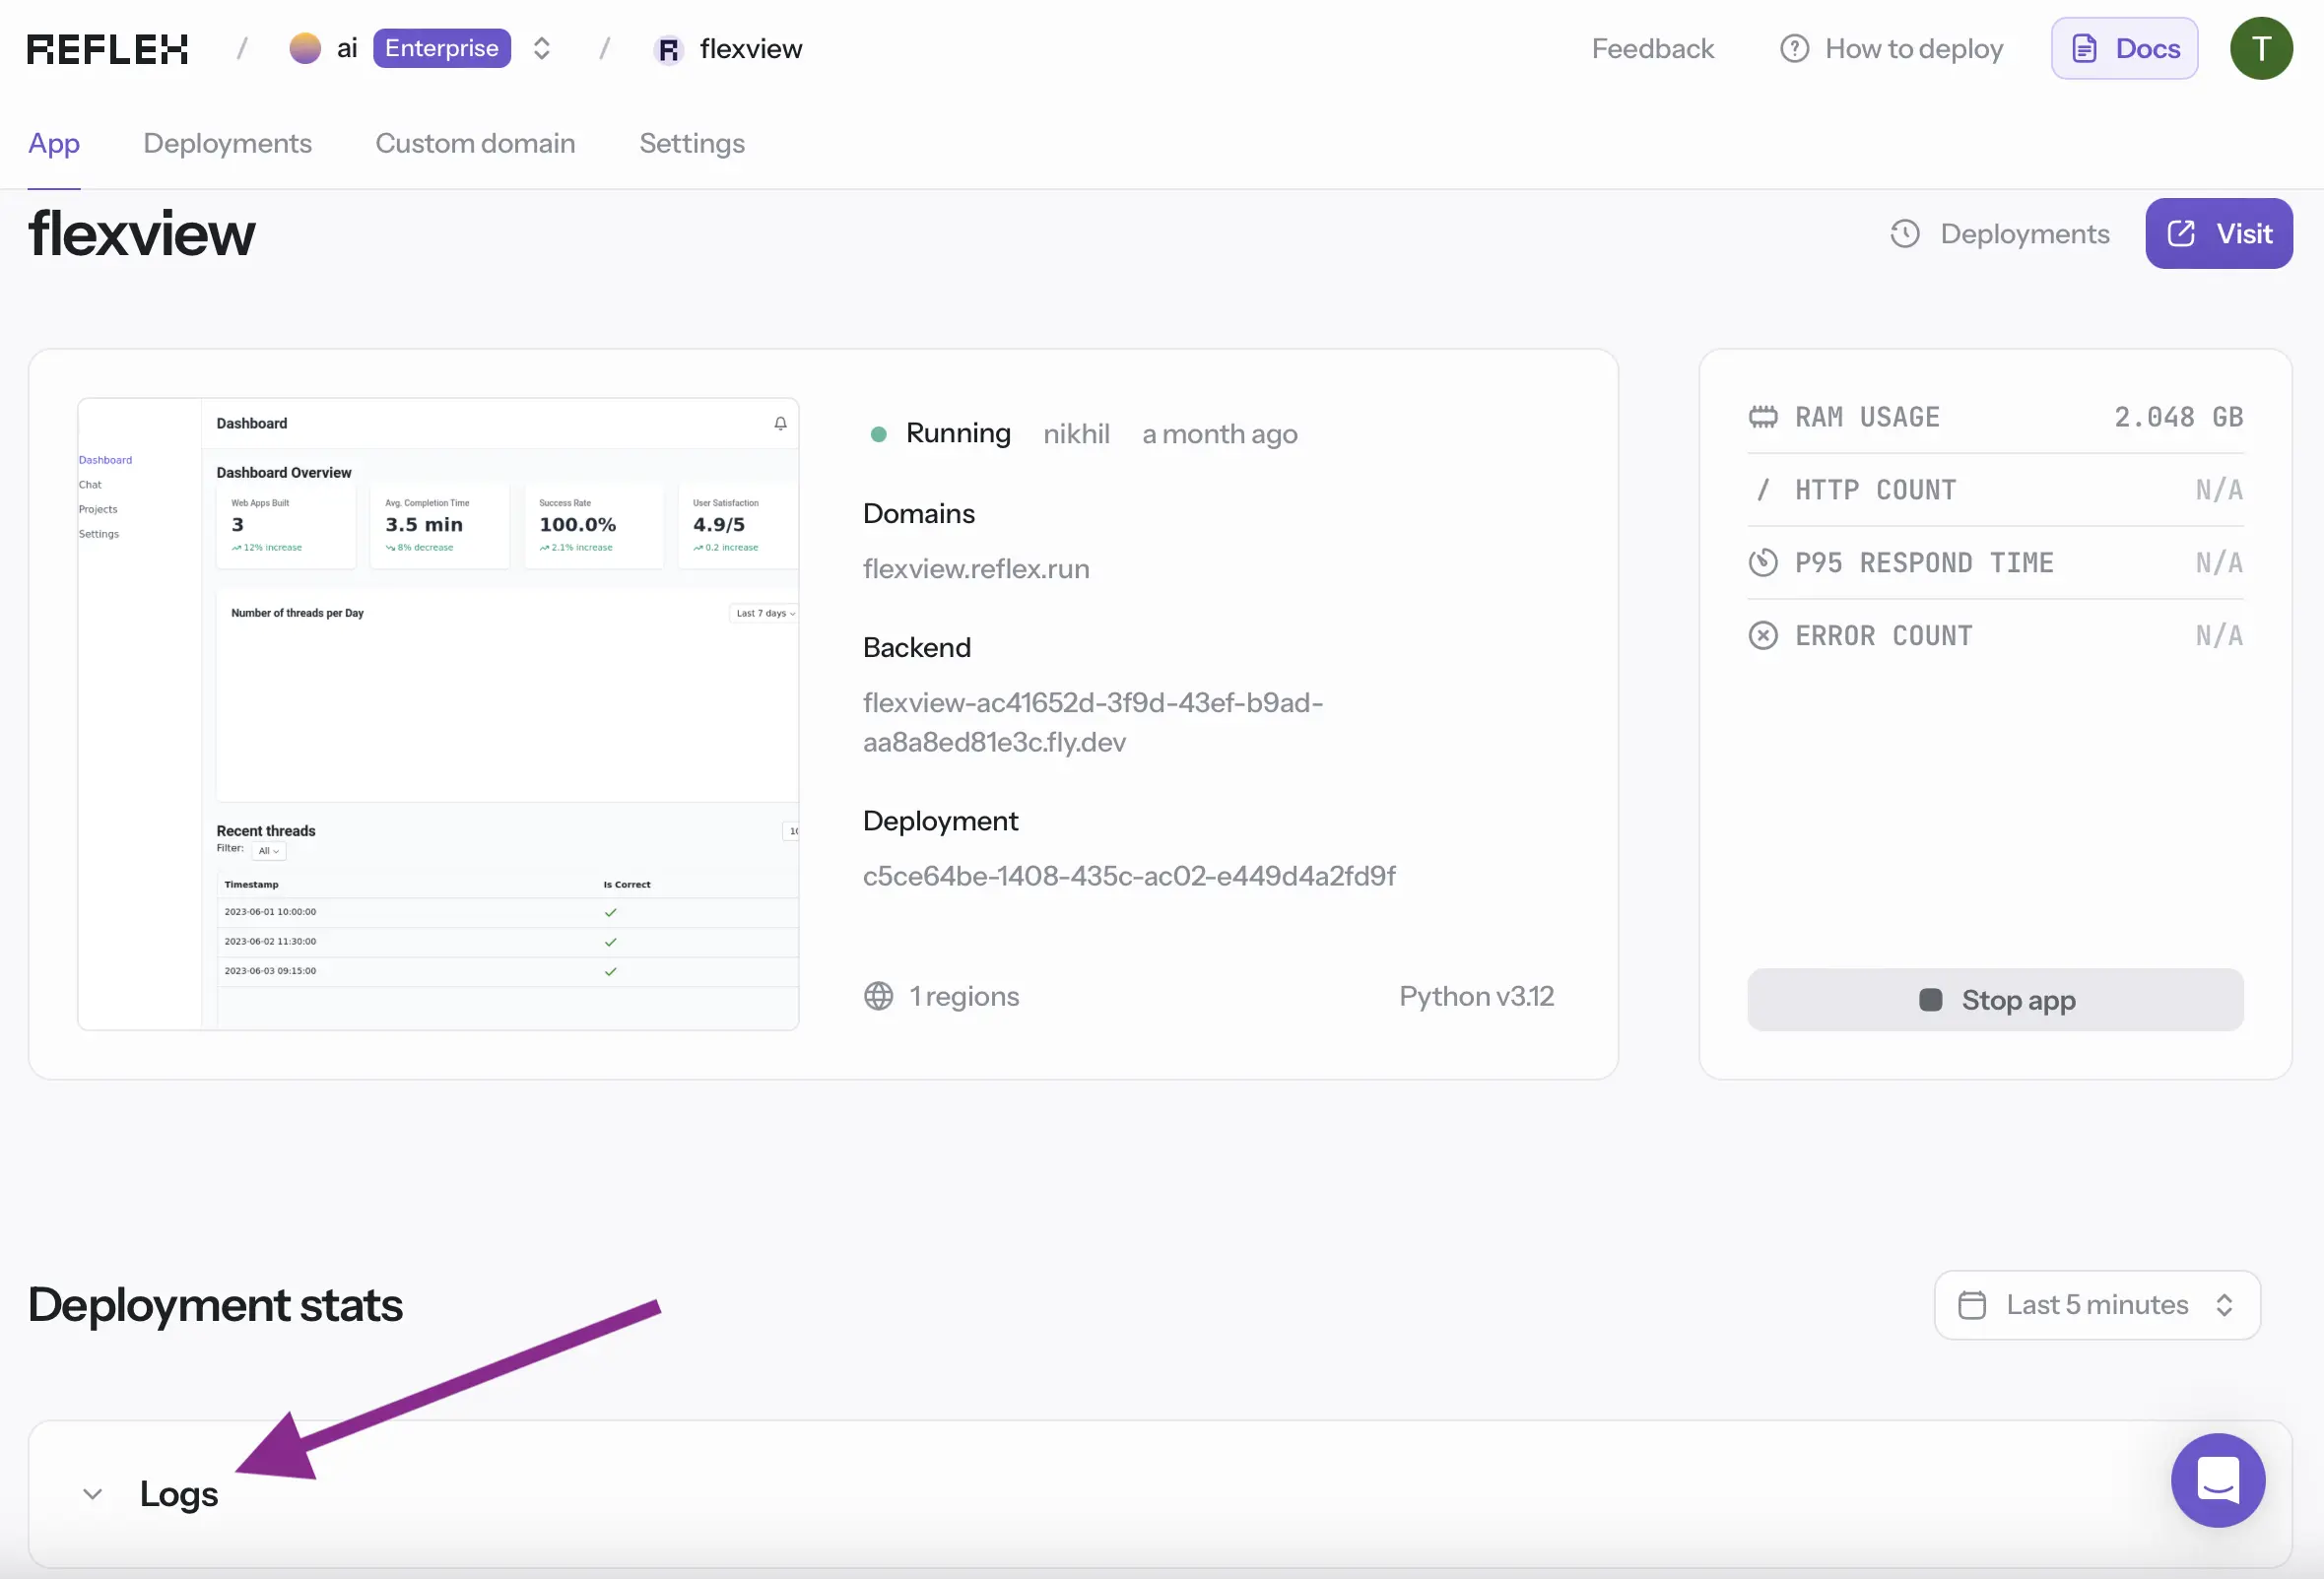 REFLEX / ai Enterprise / R flexview Feedback ? How to deploy Docs T
App Deployments Custom domain Settings
flexview Deployments Visit
Dashboard
Dashboard
Chat
Projects
Settings
Dashboard Overview
Web Apps Built
3
12% increase
Avg. Completion Time
3.5 min
8% decrease
Success Rate
100.0%
2.1% increase
User Satisfaction
4.9/5
0.2 increase
Number of threads per Day Last 7 days
Recent threads 10
Filter: All
Timestamp Is Correct
2023-06-01 10:00:00
2023-06-02 11:30:00
2023-06-03 09:15:00
Running nikhil a month ago
Domains
flexview.reflex.run
Backend
flexview-ac41652d-3f9d-43ef-b9ad-
aa8a8ed81e3c.fly.dev
Deployment
c5ce64be-1408-435c-ac02-e449d4a2fd9f
1 regions Python v3.12
RAM USAGE 2.048 GB
/ HTTP COUNT N/A
P95 RESPOND TIME N/A
ERROR COUNT N/A
Stop app
Deployment stats Last 5 minutes
Logs